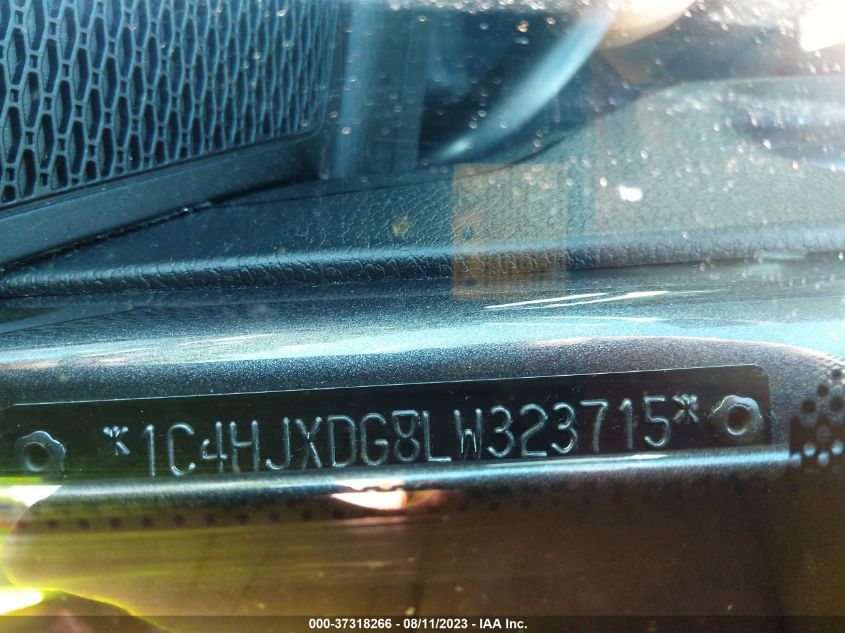 *1C4HJXDG8LW323715*
000-37318266 - 08/11/2023 - IAA Inc.